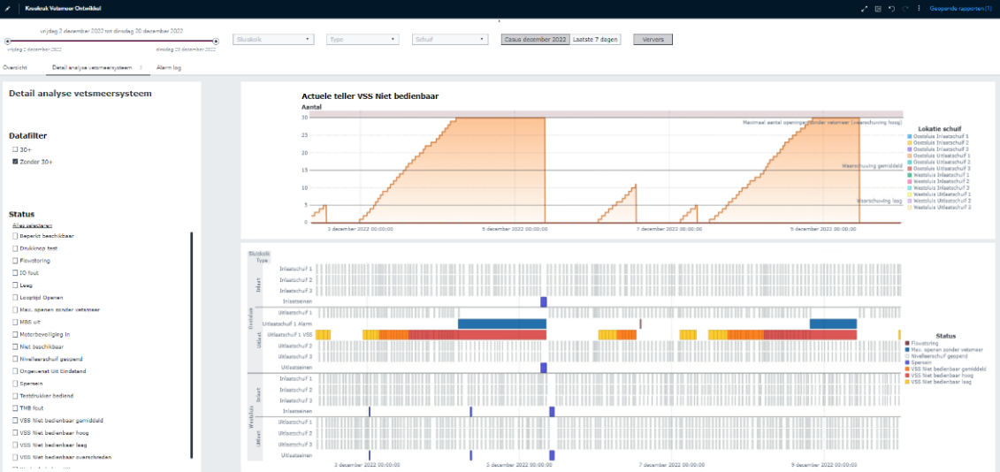 Kreekrak Vetsmeer Ontwikkel
Geopende rapporten (1)
vrijdag 2 december 2022 tot dinsdag 20 december 2022
vrijdag 2 december 2022
dinsdag 20 december 2022
Sluiskolk
Type
Schuif
Casus december 2022
Laatste 7 dagen
Ververs
Overzicht
Detail analyse vetsmeersysteem
Alarm log
Detail analyse vetsmeersysteem
Datafilter
30+
Zonder 30+
Status
Alles selecteren
Beperkt beschikbaar
Drukknop test
Flowstoring
IO fout
Leeg
Looptijd Openen
Max. openen zonder vetsmeer
MBS uit
Motorbeveiliging in
Niet beschikbaar
Nivelleerschuif geopend
Ongewenst Uit Eindstand
Spersein
Testdrukker bediend
TMB fout
VSS Niet bedienbaar gemiddeld
VSS Niet bedienbaar hoog
VSS Niet bedienbaar laag
VSS Niet bedienbaar overschreden
Actuele teller VSS Niet bedienbaar
Aantal
30
25
20
15
10
5
0
Maximaal aantal openingen zonder vetsmeer (waarschuwing hoog)
Waarschuwing gemiddeld
Waarschuwing laag
3 december 2022 00:00:00
5 december 2022 00:00:00
7 december 2022 00:00:00
9 december 2022 00:00:00
Lokatie schuif
Oostsluis Inlaatschuif 1
Oostsluis Inlaatschuif 2
Oostsluis Inlaatschuif 3
Oostsluis Uitlaatschuif 1
Oostsluis Uitlaatschuif 2
Oostsluis Uitlaatschuif 3
Westsluis Inlaatschuif 1
Westsluis Inlaatschuif 2
Westsluis Inlaatschuif 3
Westsluis Uitlaatschuif 1
Westsluis Uitlaatschuif 2
Westsluis Uitlaatschuif 3
Sluiskolk
Type
Oostsluis
Inlaat
Inlaatschuif 1
Inlaatschuif 2
Inlaatschuif 3
Inlaatseinen
Uitlaat
Uitlaatschuif 1
Uitlaatschuif 1 Alarm
Uitlaatschuif 1 VSS
Uitlaatschuif 2
Uitlaatschuif 3
Uitlaatseinen
Westsluis
Inlaat
Inlaatschuif 1
Inlaatschuif 2
Inlaatschuif 3
Inlaatseinen
Uitlaat
Uitlaatschuif 1
Uitlaatschuif 2
Uitlaatschuif 3
Uitlaatseinen
3 december 2022 00:00:00
5 december 2022 00:00:00
7 december 2022 00:00:00
9 december 2022 00:00:00
Status
Flowstoring
Max. openen zonder vetsmeer
Nivelleerschuif geopend
Spersein
VSS Niet bedienbaar gemiddeld
VSS Niet bedienbaar hoog
VSS Niet bedienbaar laag